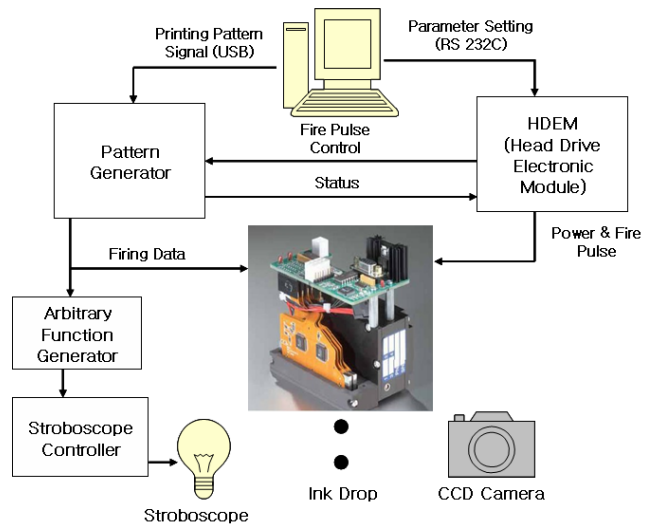 Printing Pattern
Signal (USB)
Parameter Setting
(RS 232C)
Pattern
Generator
Fire Pulse
Control
HDEM
(Head Drive
Electronic
Module)
Status
Firing Data
Power & Fire
Pulse
Arbitrary
Function
Generator
Stroboscope
Controller
Stroboscope
Ink Drop
CCD Camera